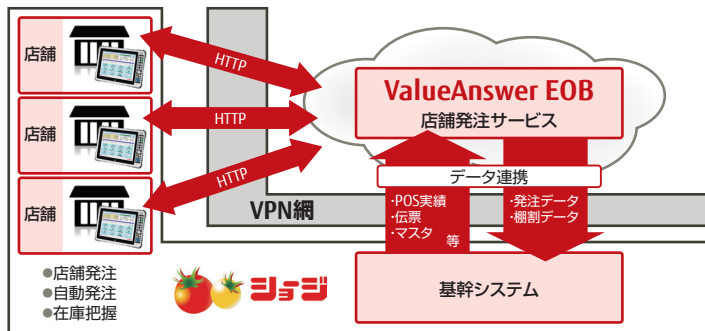 店舗
HTTP
ValueAnswer EOB
店舗発注サービス
店舗
HTTP
店舗
HTTP
データ連携
VPN網
・POS実績
・伝票
・マスタ
等
・発注データ
・棚割データ
●店舗発注
●自動発注
●在庫把握
ショージ
基幹システム